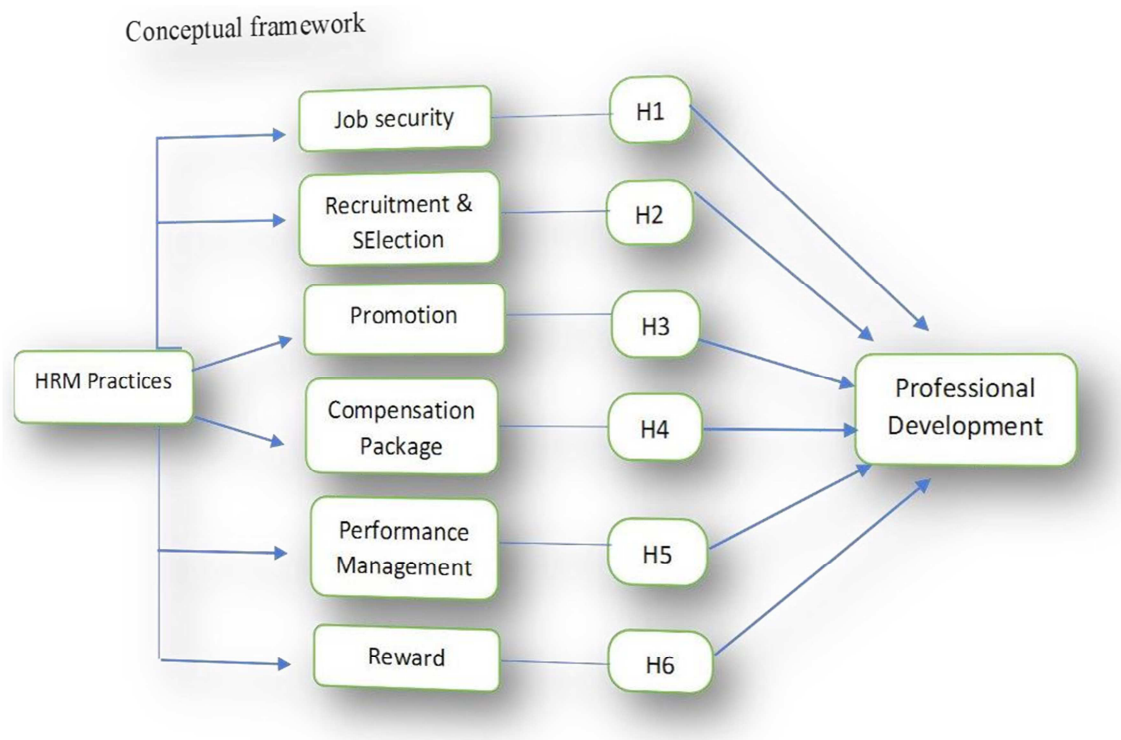 Conceptual framework
Job security
H1
Recruitment &
SElection
H2
Promotion
H3
HRM Practices
Compensation
Package
H4
Professional
Development
Performance
Management
H5
Reward
H6